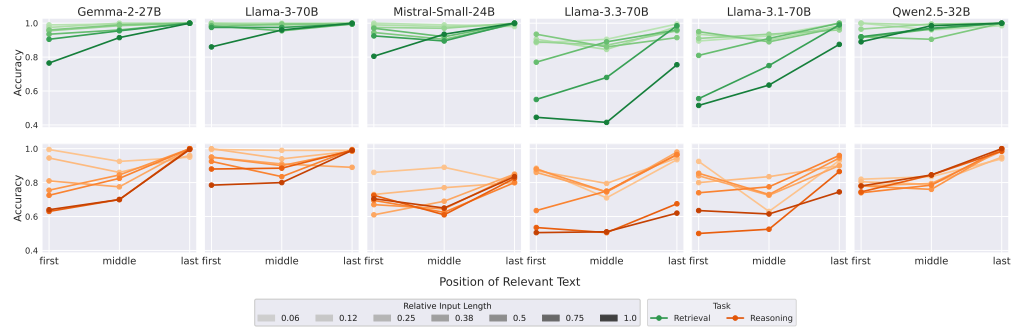 Gemma-2-27B Llama-3-70B Mistral-Small-24B Llama-3.3-70B Llama-3.1-70B Qwen2.5-32B
1.0
0.8
0.6
0.4
Accuracy
1.0
0.8
0.6
0.4
Accuracy
first middle last first middle last first middle last first middle last first middle last first middle last
Position of Relevant Text
Relative Input Length
0.06 0.12 0.25 0.38 0.5 0.75 1.0
Task
Retrieval Reasoning